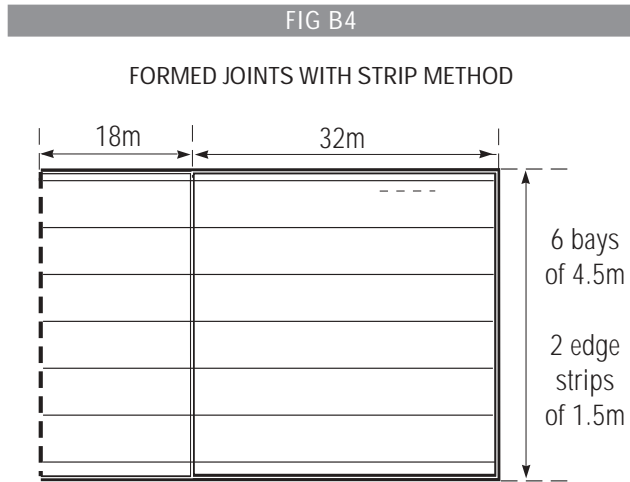 FIG B4
FORMED JOINTS WITH STRIP METHOD
18m
32m
6 bays
of 4.5m
2 edge
strips
of 1.5m